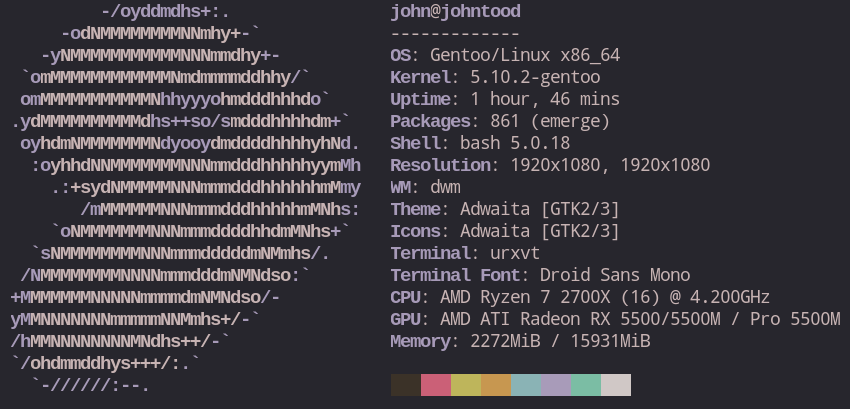 -/oyddmdhs+:.                john@johntood
     -odNMMMMMMMMNNmhy+-`             -------------
   -yNMMMMMMMMMMMNNNmmdhy+-           OS: Gentoo/Linux x86_64
 `omMMMMMMMMMMMMNmdmmmmddhhy/`        Kernel: 5.10.2-gentoo
 omMMMMMMMMMMMNhhyyyohmdddhhhdo`      Uptime: 1 hour, 46 mins
.ydMMMMMMMMMMdhs++so/smdddhhhhdm+`    Packages: 861 (emerge)
 oyhdmNMMMMMMMNdyooydmddddhhhhyhNd.   Shell: bash 5.0.18
  :oyhhdNNMMMMMMMNNNmmdddhhhhhyymMh   Resolution: 1920x1080, 1920x1080
    .:+sydNMMMMMNNNmmmdddhhhhhhmMmy   WM: dwm
       /mMMMMMMNNNmmmdddhhhhhmMNhs:   Theme: Adwaita [GTK2/3]
    `oNMMMMMMMNNNmmmddddhhdmMNhs+`    Icons: Adwaita [GTK2/3]
  `sNMMMMMMMMNNNmmmdddddmNMmhs/.      Terminal: urxvt
 /NMMMMMMMMNNNNmmmdddmNMNdso:`        Terminal Font: Droid Sans Mono
+MMMMMMMNNNNNmmmmdmNMNdso/-           CPU: AMD Ryzen 7 2700X (16) @ 4.200GHz
yMMNNNNNNNmmmmmNNMmhs+/-`             GPU: AMD ATI Radeon RX 5500/5500M / Pro 5500M
/hMMNNNNNNNNMNdhs++/-`                Memory: 2272MiB / 15931MiB
`/ohdmmddhys+++/:.`
  `-//////:--.